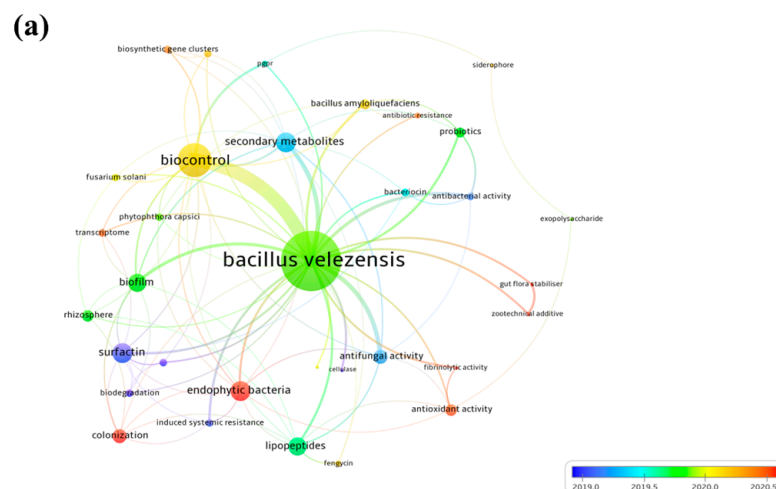 (a)
biosynthetic gene clusters
pgpr
siderophore
bacillus amyloliquefaciens
antibiotic resistance
probiotics
secondary metabolites
biocontrol
fusarium solani
bacteriocin
antibacterial activity
phytophthora capsici
exopolysaccharide
transcriptome
bacillus velezensis
biofilm
gut flora stabiliser
rhizosphere
zootechnical additive
surfactin
antifungal activity
cellulase
fibrinolytic activity
biodegradation
endophytic bacteria
antioxidant activity
induced systemic resistance
colonization
lipopeptides
fengycin
2019.0 2019.5 2020.0 2020.5